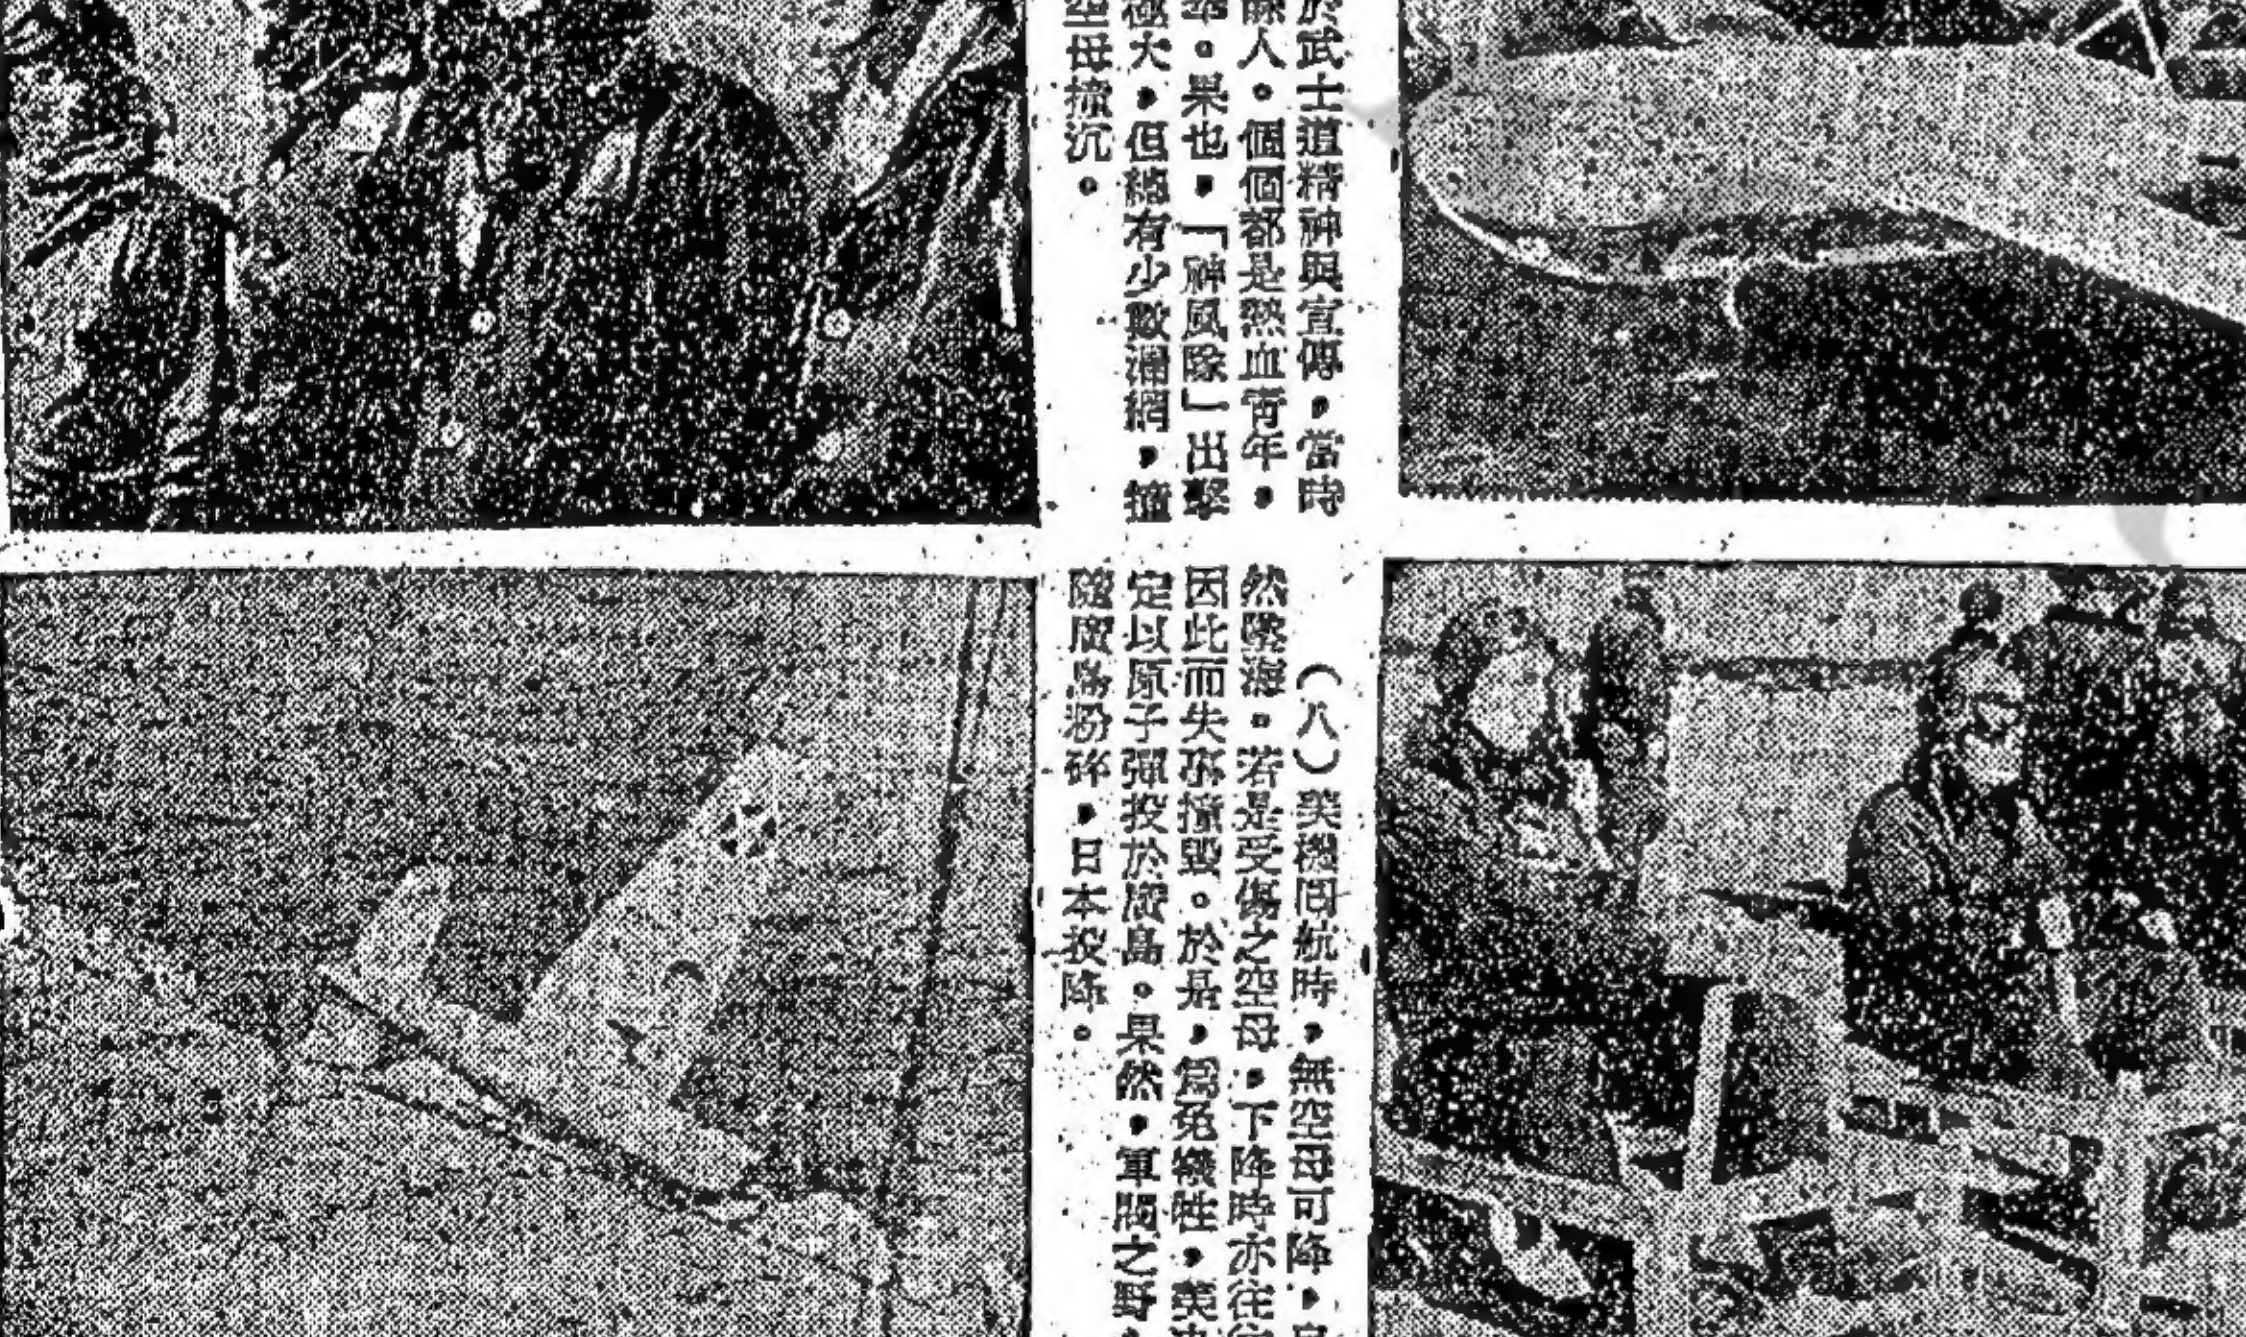 於武士道精神與宣傳，當時
餘人。個個都是熱血青年，
舉。果也，「神風隊」出擊
極大，但總有少數漏網，撞
空母撞沉。
（八）美機回航時，無空母可降，
然墜海。若是受傷之空母，下降時亦往往
因此而失事撞毀。於是，為免犧牲，美
定以原子彈投於廣島。果然，軍閥之野
隨廣島粉碎，日本投降。